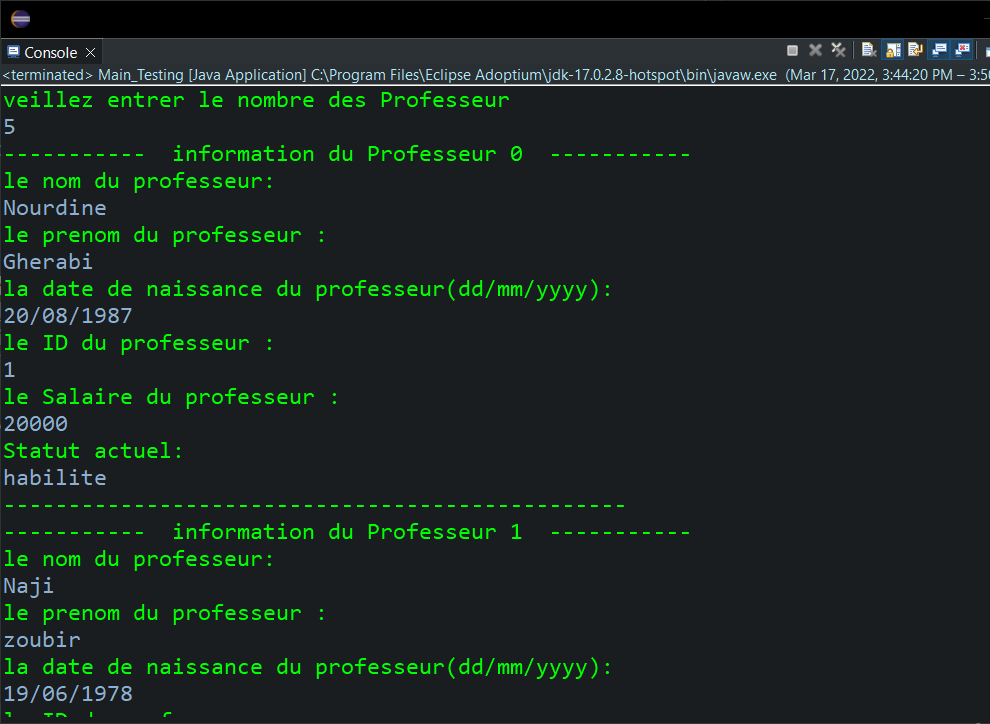 Console
<terminated> Main_Testing [Java Application] C:\Program Files\Eclipse Adoptium\jdk-17.0.2.8-hotspot\bin\javaw.exe (Mar 17, 2022, 3:44:20 PM – 3:50
veillez entrer le nombre des Professeur
5
----------- information du Professeur 0 -----------
le nom du professeur:
Nourdine
le prenom du professeur :
Gherabi
la date de naissance du professeur(dd/mm/yyyy):
20/08/1987
le ID du professeur :
1
le Salaire du professeur :
20000
Statut actuel:
habilite
------------------------------------------------
----------- information du Professeur 1 -----------
le nom du professeur:
Naji
le prenom du professeur :
zoubir
la date de naissance du professeur(dd/mm/yyyy):
19/06/1978